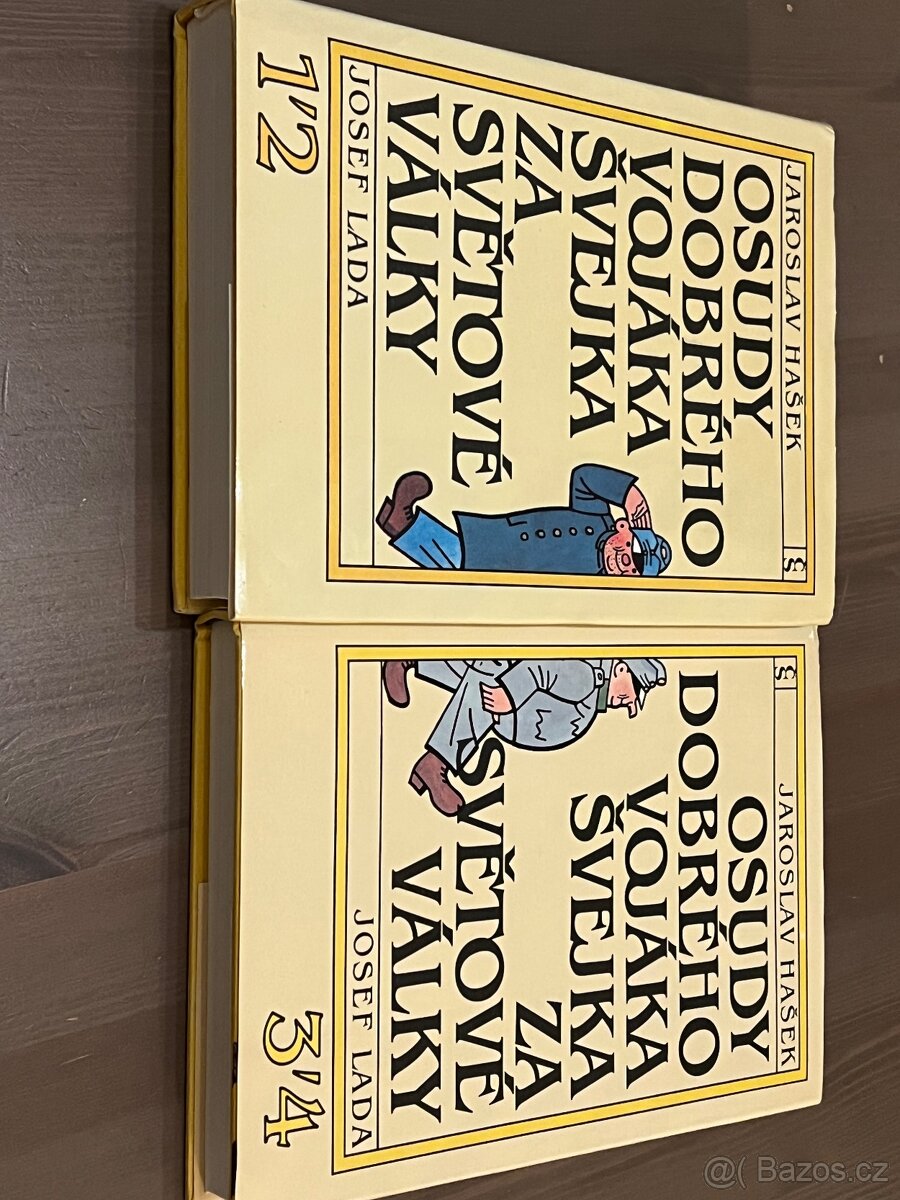 JAROSLAV HAŠEK
ČS
OSUDY
DOBRÉHO
VOJÁKA
ŠVEJKA
ZA
SVĚTOVÉ
VÁLKY
JOSEF LADA
1'2
ČS
JAROSLAV HAŠEK
OSUDY
DOBRÉHO
VOJÁKA
ŠVEJKA
ZA
SVĚTOVÉ
VÁLKY
JOSEF LADA
3'4
@( Bazos.cz